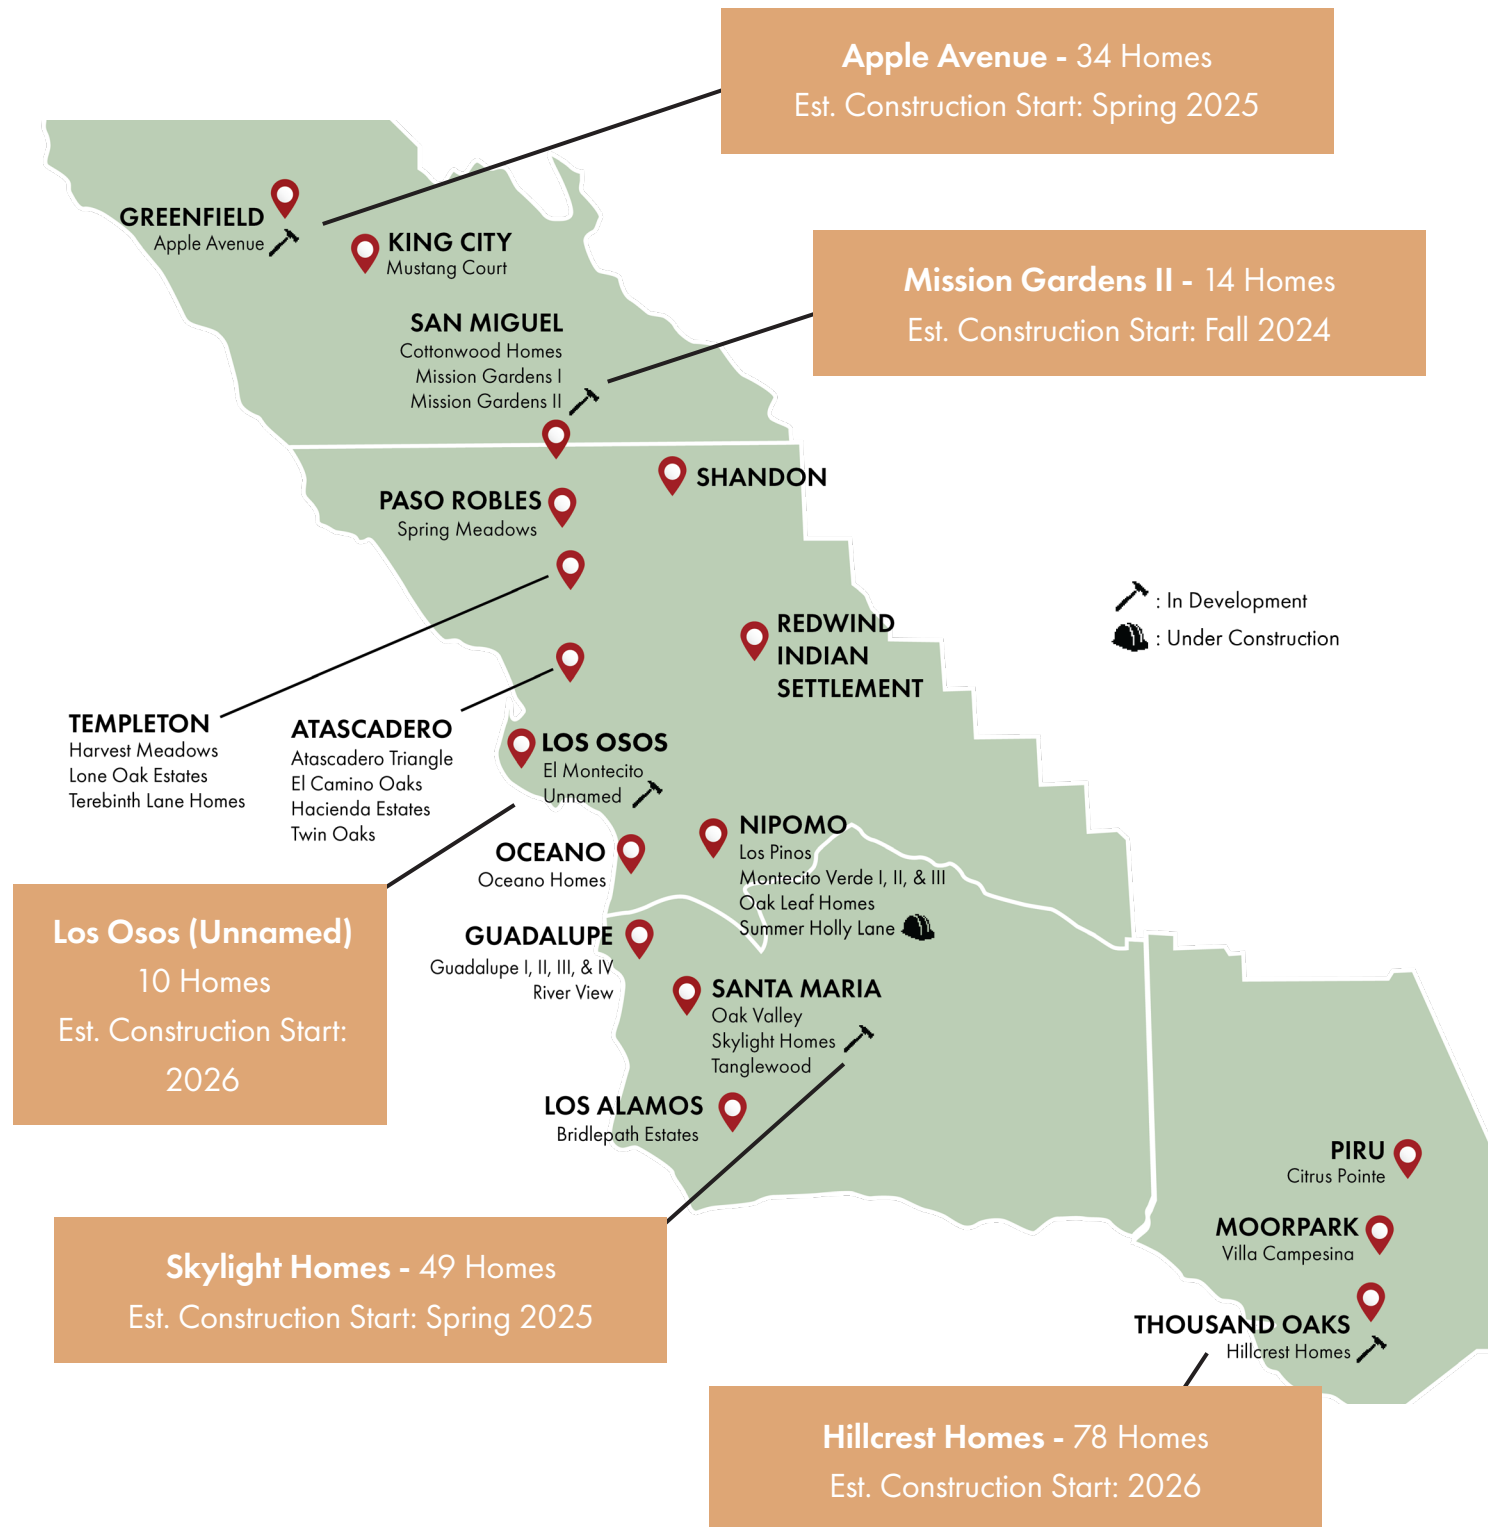 Apple Avenue - 34 Homes
Est. Construction Start: Spring 2025
GREENFIELD
Apple Avenue
KING CITY
Mustang Court
Mission Gardens II - 14 Homes
Est. Construction Start: Fall 2024
SAN MIGUEL
Cottonwood Homes
Mission Gardens I
Mission Gardens II
SHANDON
PASO ROBLES
Spring Meadows
: In Development
: Under Construction
REDWIND
INDIAN
SETTLEMENT
TEMPLETON
Harvest Meadows
Lone Oak Estates
Terebinth Lane Homes
ATASCADERO
Atascadero Triangle
El Camino Oaks
Hacienda Estates
Twin Oaks
LOS OSOS
El Montecito
Unnamed
NIPOMO
Los Pinos
Montecito Verde I, II, & III
Oak Leaf Homes
Summer Holly Lane
OCEANO
Oceano Homes
Los Osos (Unnamed)
10 Homes
Est. Construction Start:
2026
GUADALUPE
Guadalupe I, II, III, & IV
River View
SANTA MARIA
Oak Valley
Skylight Homes
Tanglewood
LOS ALAMOS
Bridlepath Estates
PIRU
Citrus Pointe
MOORPARK
Villa Campesina
THOUSAND OAKS
Hillcrest Homes
Skylight Homes - 49 Homes
Est. Construction Start: Spring 2025
Hillcrest Homes - 78 Homes
Est. Construction Start: 2026